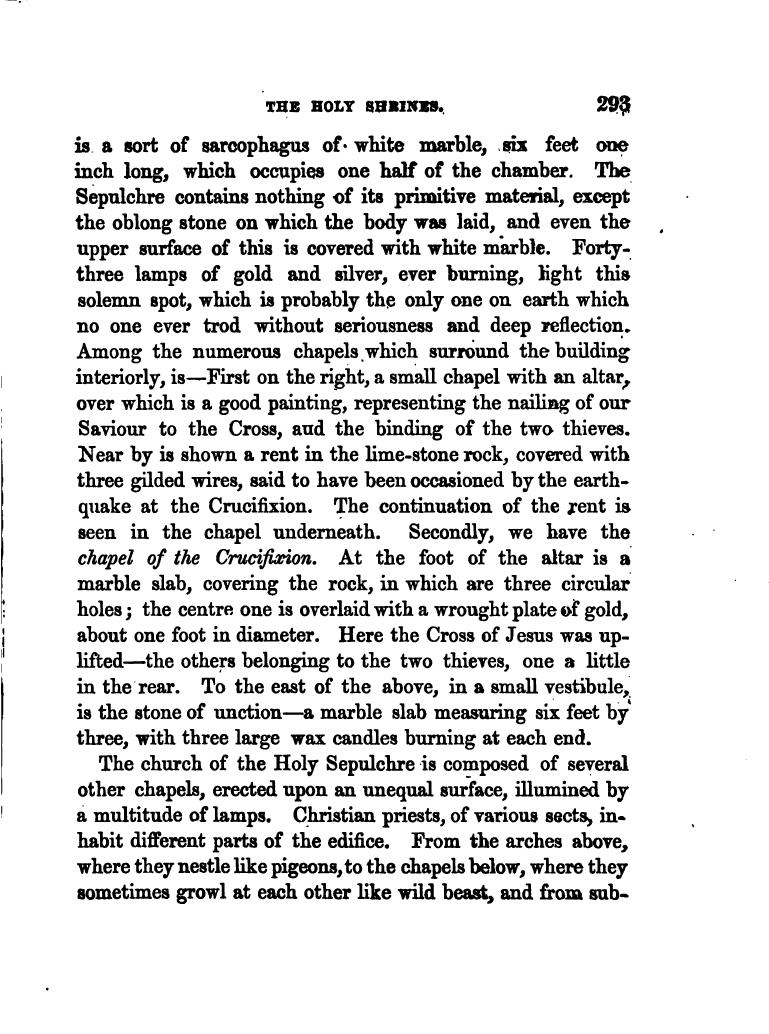 THE HOLY SHRINES. 293
is a sort of sarcophagus of white marble, six feet one
inch long, which occupies one half of the chamber. The
Sepulchre contains nothing of its primitive material, except
the oblong stone on which the body was laid, and even the
upper surface of this is covered with white marble. Forty-
three lamps of gold and silver, ever burning, light this
solemn spot, which is probably the only one on earth which
no one ever trod without seriousness and deep reflection.
Among the numerous chapels which surround the building
interiorly, is—First on the right, a small chapel with an altar,
over which is a good painting, representing the nailing of our
Saviour to the Cross, aud the binding of the two thieves.
Near by is shown a rent in the lime-stone rock, covered with
three gilded wires, said to have been occasioned by the earth-
quake at the Crucifixion. The continuation of the rent is
seen in the chapel underneath. Secondly, we have the
chapel of the Crucifixion. At the foot of the altar is a
marble slab, covering the rock, in which are three circular
holes; the centre one is overlaid with a wrought plate of gold,
about one foot in diameter. Here the Cross of Jesus was up-
lifted—the others belonging to the two thieves, one a little
in the rear. To the east of the above, in a small vestibule,
is the stone of unction—a marble slab measuring six feet by
three, with three large wax candles burning at each end.
The church of the Holy Sepulchre is composed of several
other chapels, erected upon an unequal surface, illumined by
a multitude of lamps. Christian priests, of various sects, in-
habit different parts of the edifice. From the arches above,
where they nestle like pigeons, to the chapels below, where they
sometimes growl at each other like wild beast, and from sub-